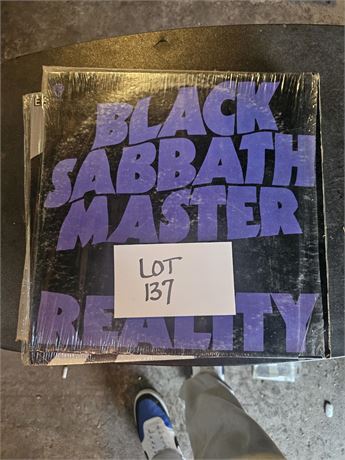 BLACK
SABBATH
MASTER
LOT
137
REALITY